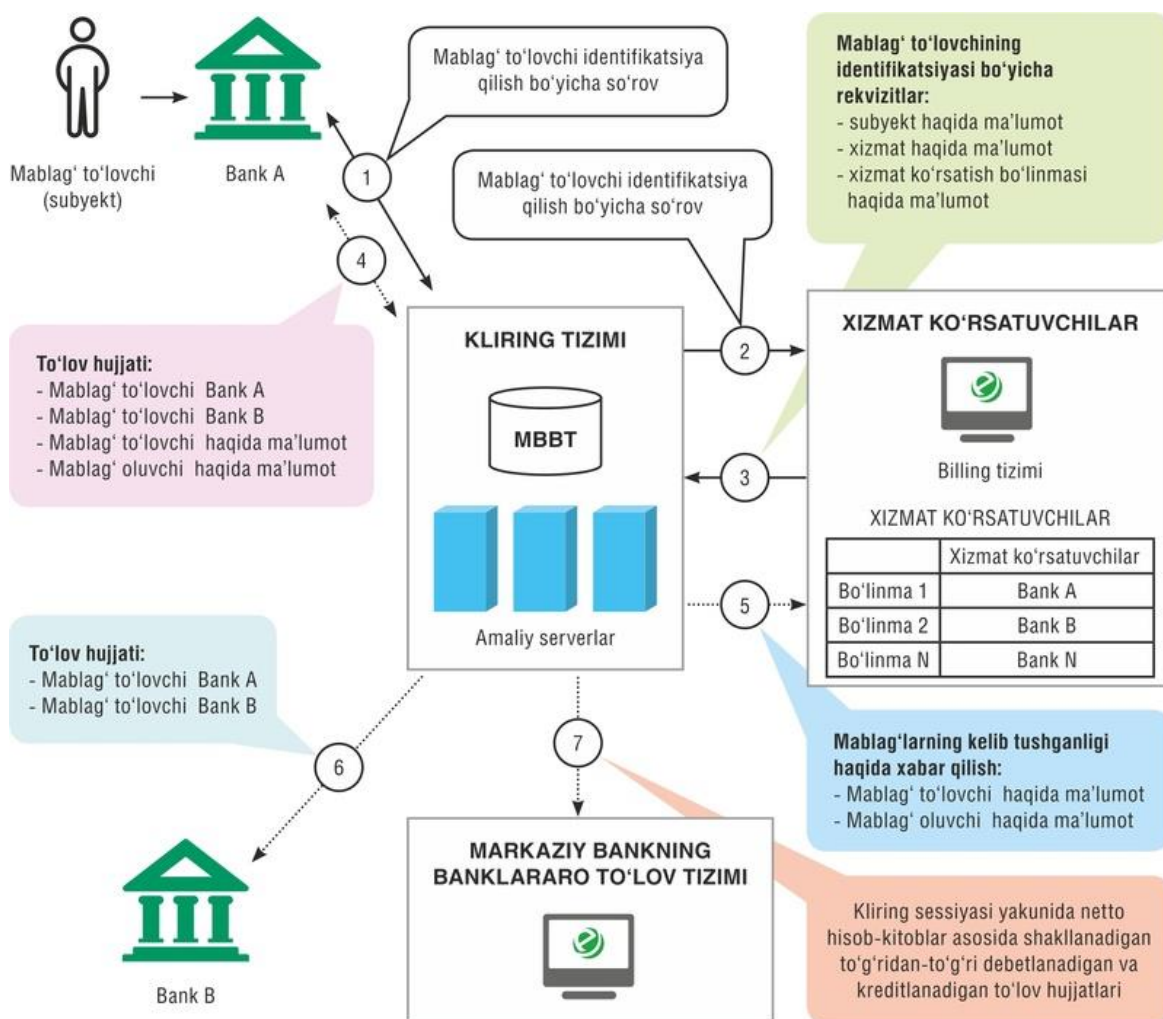 Mablag‘ to‘lovchi
(subyekt)
Bank A
Mablag‘ to‘lovchi identifikatsiya
qilish bo‘yicha so‘rov
1
Mablag‘ to‘lovchi identifikatsiya
qilish bo‘yicha so‘rov
Mablag‘ to‘lovchining
identifikatsiyasi bo‘yicha
rekvizitlar:
- subyekt haqida ma’lumot
- xizmat haqida ma’lumot
- xizmat ko‘rsatish bo‘linmasi
haqida ma’lumot
4
To‘lov hujjati:
- Mablag‘ to‘lovchi Bank A
- Mablag‘ to‘lovchi Bank B
- Mablag‘ to‘lovchi haqida ma’lumot
- Mablag‘ oluvchi haqida ma’lumot
KLIRING TIZIMI
MBBT
Amaliy serverlar
2
3
5
XIZMAT KO‘RSATUVCHILAR
Billing tizimi
XIZMAT KO‘RSATUVCHILAR
Xizmat ko‘rsatuvchilar
Bo‘linma 1 Bank A
Bo‘linma 2 Bank B
Bo‘linma N Bank N
To‘lov hujjati:
- Mablag‘ to‘lovchi Bank A
- Mablag‘ to‘lovchi Bank B
6
7
Mablag‘larning kelib tushganligi
haqida xabar qilish:
- Mablag‘ to‘lovchi haqida ma’lumot
- Mablag‘ oluvchi haqida ma’lumot
Bank B
MARKAZIY BANKNING
BANKLARARO TO‘LOV TIZIMI
Kliring sessiyasi yakunida netto
hisob-kitoblar asosida shakllanadigan
to‘g‘ridan-to‘g‘ri debetlanadigan va
kreditlanadigan to‘lov hujjatlari